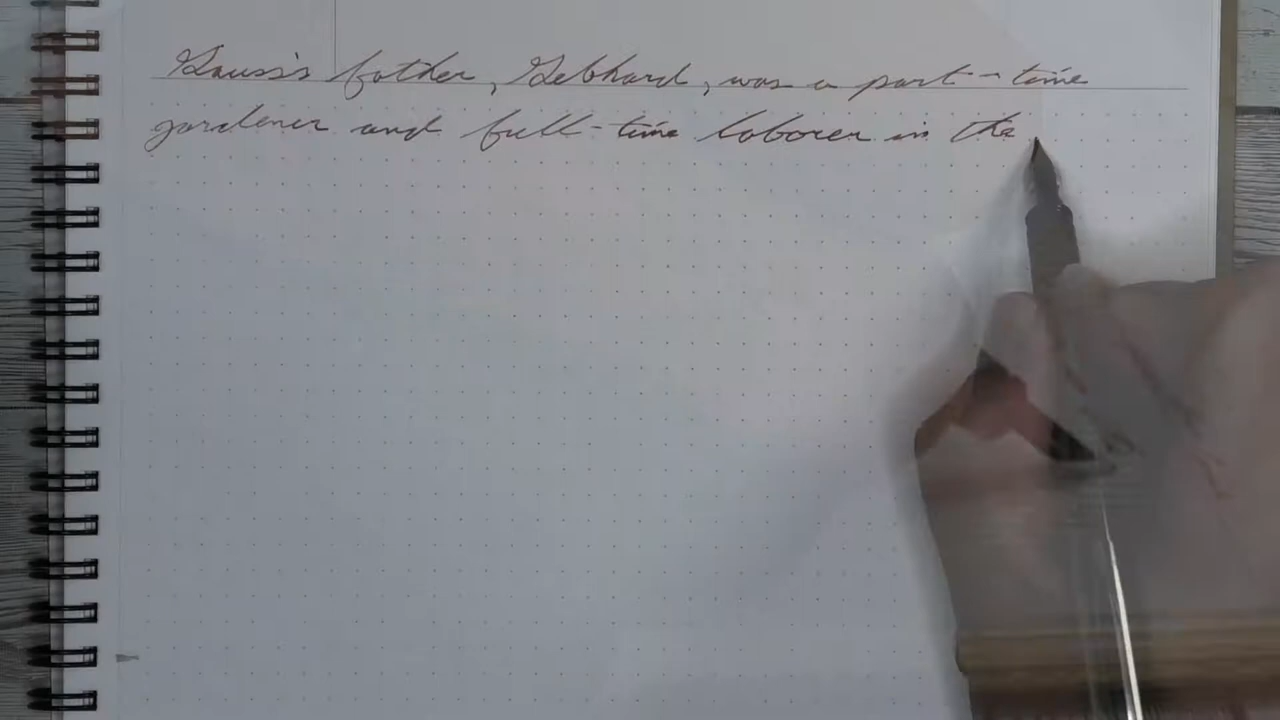 Gauss's father, Gebhard, was a part-time
gardener and full-time laborer in the